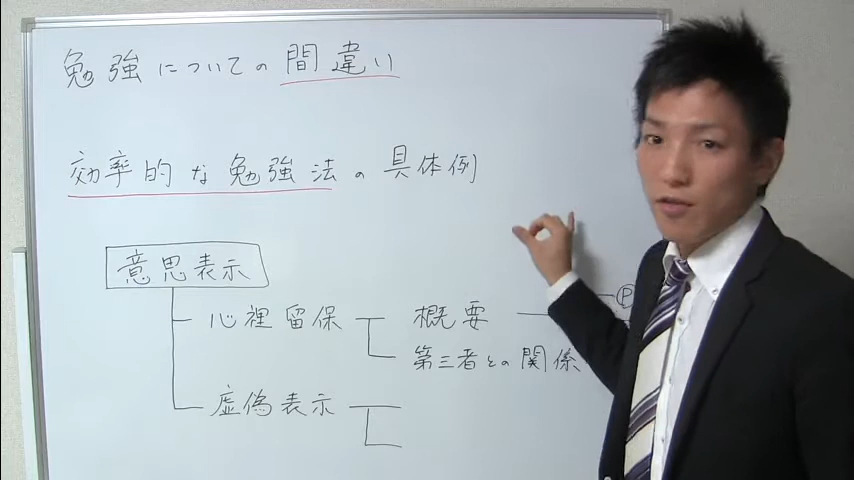 勉強についての間違い
効率的な勉強法の具体例
意思表示
心裡留保 概要 P
第三者との関係
虚偽表示